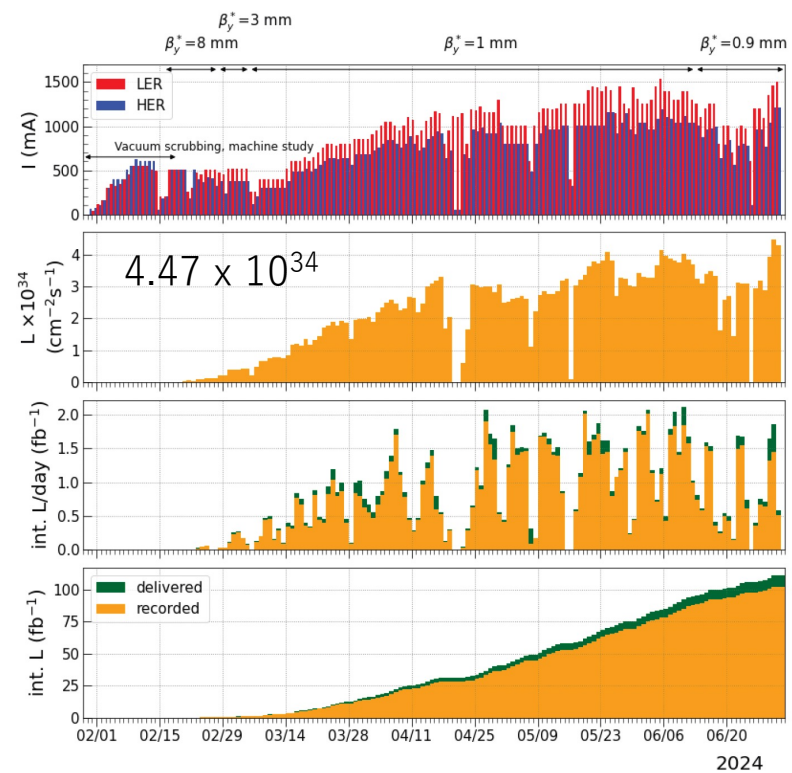 β*y=3 mm
β*y=8 mm
β*y=1 mm
β*y=0.9 mm
I (mA)
1500
1000
500
0
LER
HER
Vacuum scrubbing, machine study
L ×10³⁴
(cm⁻²s⁻¹)
4
3
2
1
0
4.47 x 10³⁴
int. L/day (fb⁻¹)
2.0
1.5
1.0
0.5
0.0
int. L (fb⁻¹)
100
75
50
25
0
delivered
recorded
02/01 02/15 02/29 03/14 03/28 04/11 04/25 05/09 05/23 06/06 06/20
2024